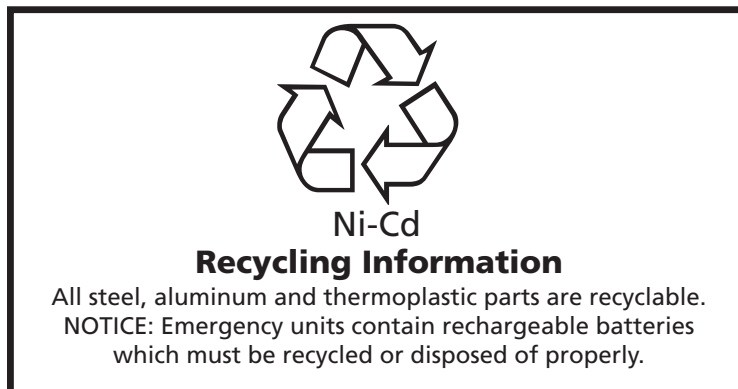 Ni-Cd
Recycling Information
All steel, aluminum and thermoplastic parts are recyclable.
NOTICE: Emergency units contain rechargeable batteries
which must be recycled or disposed of properly.